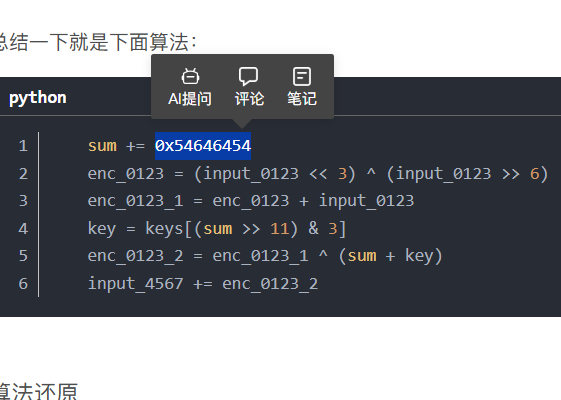 总结一下就是下面算法：
AI提问 评论 笔记
python
1 sum += 0x54646454
2 enc_0123 = (input_0123 << 3) ^ (input_0123 >> 6)
3 enc_0123_1 = enc_0123 + input_0123
4 key = keys[(sum >> 11) & 3]
5 enc_0123_2 = enc_0123_1 ^ (sum + key)
6 input_4567 += enc_0123_2
算法还原